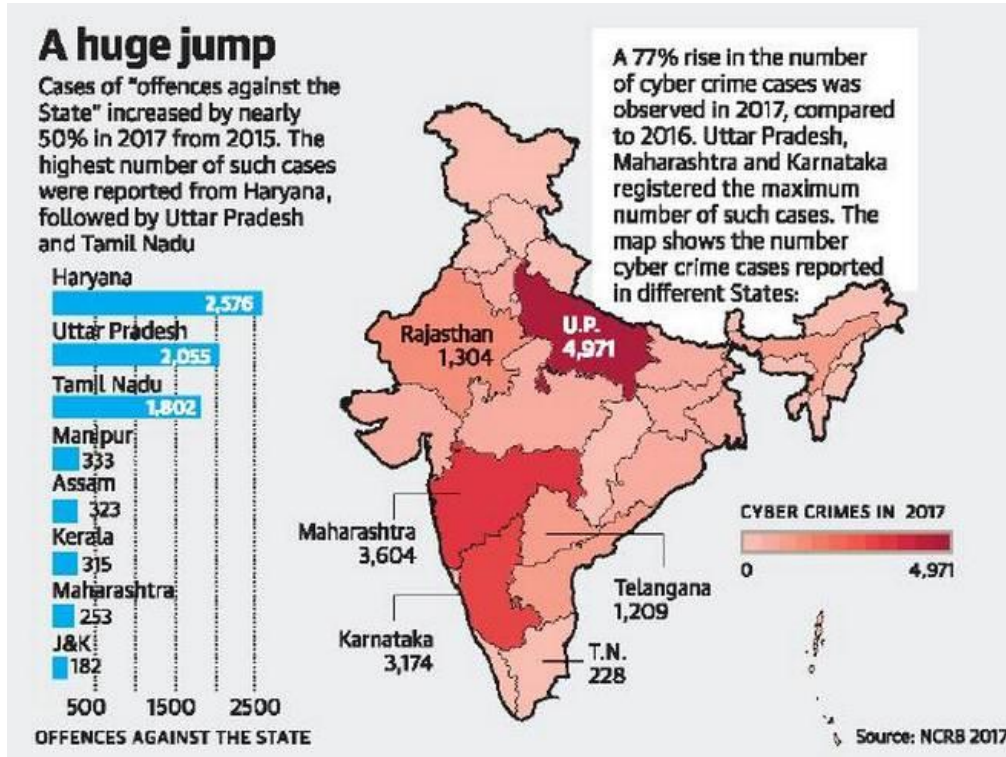 A huge jump
Cases of "offences against the
State" increased by nearly
50% in 2017 from 2015. The
highest number of such cases
were reported from Haryana,
followed by Uttar Pradesh
and Tamil Nadu
Haryana
2,576
Uttar Pradesh
2,055
Tamil Nadu
1,802
Manipur
333
Assam
323
Kerala
315
Maharashtra
253
J&K
182
500 1500 2500
OFFENCES AGAINST THE STATE
A 77% rise in the number
of cyber crime cases was
observed in 2017, compared
to 2016. Uttar Pradesh,
Maharashtra and Karnataka
registered the maximum
number of such cases. The
map shows the number
cyber crime cases reported
in different States:
Rajasthan
1,304
U.P.
4,971
Maharashtra
3,604
Karnataka
3,174
Telangana
1,209
T.N.
228
CYBER CRIMES IN 2017
0 4,971
Source: NCRB 2017